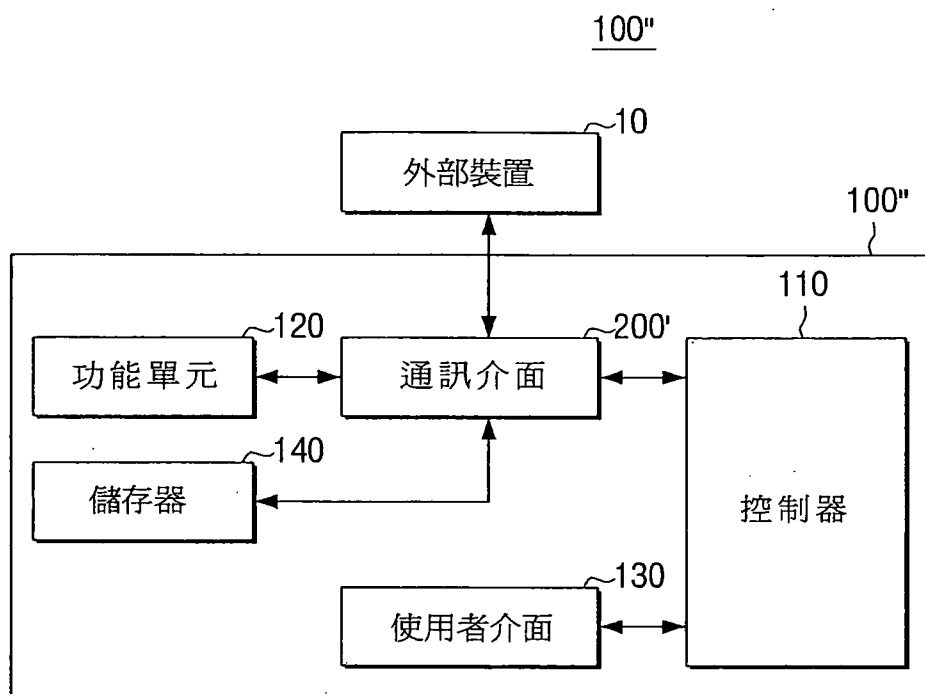 100"
10
外部裝置
100"
110
120
200'
功能單元
通訊介面
140
儲存器
控制器
130
使用者介面